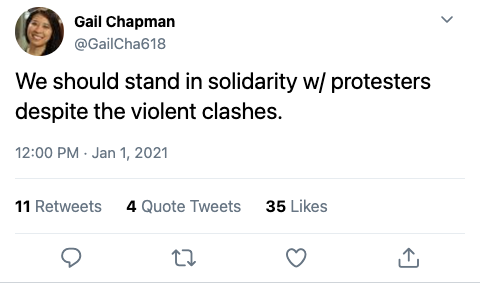 Gail Chapman
@GailCha618
We should stand in solidarity w/ protesters
despite the violent clashes.
12:00 PM · Jan 1, 2021
11 Retweets 4 Quote Tweets 35 Likes